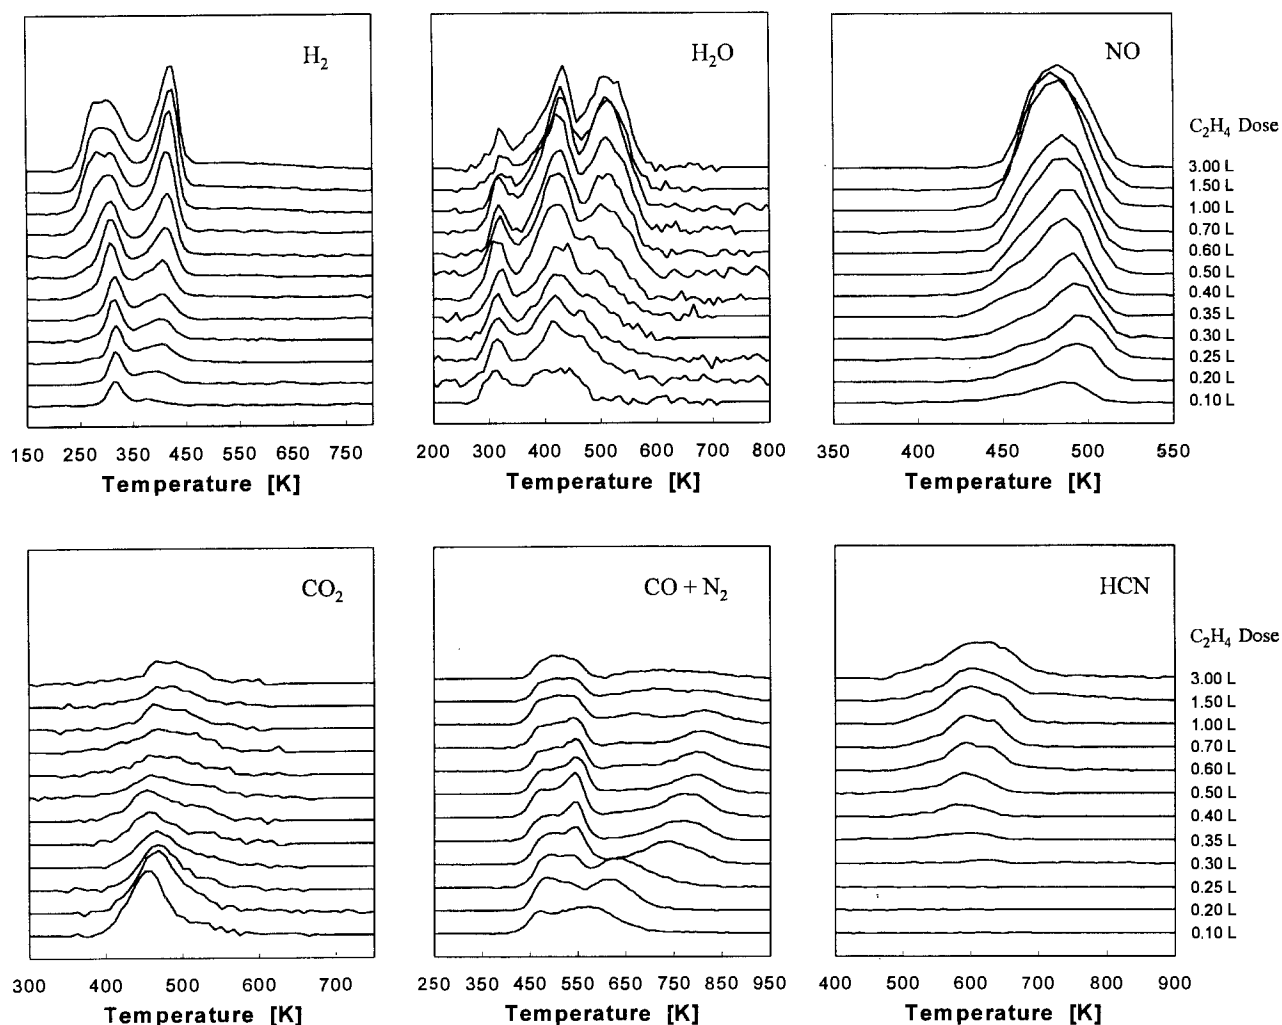 H₂
H₂O
NO
C₂H₄ Dose
3.00 L
1.50 L
1.00 L
0.70 L
0.60 L
0.50 L
0.40 L
0.35 L
0.30 L
0.25 L
0.20 L
0.10 L
150 250 350 450 550 650 750
200 300 400 500 600 700 800
350 400 450 500 550
Temperature [K]
Temperature [K]
Temperature [K]
CO₂
CO + N₂
HCN
C₂H₄ Dose
3.00 L
1.50 L
1.00 L
0.70 L
0.60 L
0.50 L
0.40 L
0.35 L
0.30 L
0.25 L
0.20 L
0.10 L
300 400 500 600 700
250 350 450 550 650 750 850 950
400 500 600 700 800 900
Temperature [K]
Temperature [K]
Temperature [K]